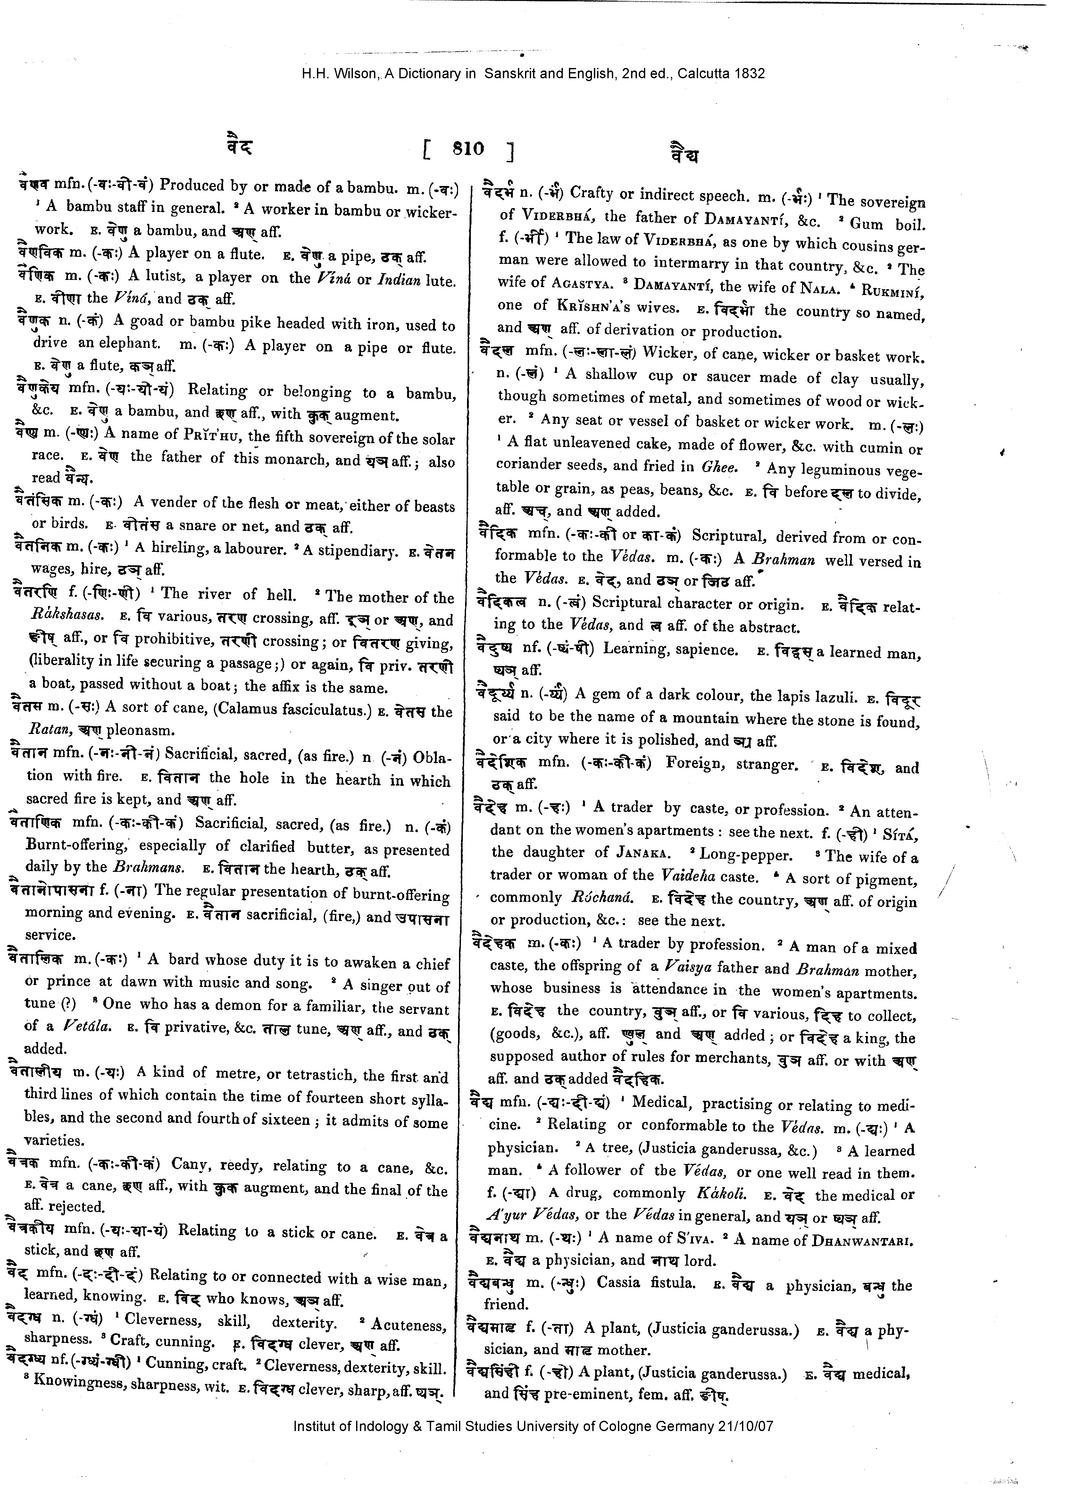 H.H. Wilson, A Dictionary in Sanskrit and English, 2nd ed., Calcutta 1832
वैद
[ 810 ]
वैद्य
वैणव mfn. (-वः-वी-वं) Produced by or made of a bambu. m. (-वः)
¹ A bambu staff in general. ² A worker in bambu or wicker-
work. E. वेणु a bambu, and अण् aff.
वैणविक m. (-कः) A player on a flute. E. वेणु a pipe, ठक् aff.
वैणिक m. (-कः) A lutist, a player on the Víná or Indian lute.
E. वीणा the Víná, and ठक् aff.
वैणुक n. (-कं) A goad or bambu pike headed with iron, used to
drive an elephant. m. (-कः) A player on a pipe or flute.
E. वेणु a flute, कञ् aff.
वैणुकेय mfn. (-यः-यी-यं) Relating or belonging to a bambu,
&c. E. वेणु a bambu, and छण् aff., with कुक् augment.
वैण्य m. (-ण्यः) A name of PRĬTHU, the fifth sovereign of the solar
race. E. वेण the father of this monarch, and यञ् aff.; also
read वैन्य.
वैतंसिक m. (-कः) A vender of the flesh or meat, either of beasts
or birds. E. वीतंस a snare or net, and ठक् aff.
वैतनिक m. (-कः) ¹ A hireling, a labourer. ² A stipendiary. E. वेतन
wages, hire, ठञ् aff.
वैतरणि f. (-णिः-णी) ¹ The river of hell. ² The mother of the
Rákshasas. E. वि various, तरण crossing, aff. इञ् or अण्, and
ङीष् aff., or वि prohibitive, तरणी crossing; or वितरण giving,
(liberality in life securing a passage;) or again, वि priv. तरणी
a boat, passed without a boat; the affix is the same.
वैतस m. (-सः) A sort of cane, (Calamus fasciculatus.) E. वेतस the
Ratan, अण् pleonasm.
वैतान mfn. (-नः-नी-नं) Sacrificial, sacred, (as fire.) n (-नं) Obla-
tion with fire. E. वितान the hole in the hearth in which
sacred fire is kept, and अण् aff.
वैताणिक mfn. (-कः-की-कं) Sacrificial, sacred, (as fire.) n. (-कं)
Burnt-offering, especially of clarified butter, as presented
daily by the Brahmans. E. वितान the hearth, ठक् aff.
वैतानोपासना f. (-ना) The regular presentation of burnt-offering
morning and evening. E. वैतान sacrificial, (fire,) and उपासना
service.
वैतालिक m. (-कः) ¹ A bard whose duty it is to awaken a chief
or prince at dawn with music and song. ² A singer out of
tune (?) ³ One who has a demon for a familiar, the servant
of a Vetála. E. वि privative, &c. ताल tune, अण् aff., and ठक्
added.
वैतालीय m. (-यः) A kind of metre, or tetrastich, the first and
third lines of which contain the time of fourteen short sylla-
bles, and the second and fourth of sixteen; it admits of some
varieties.
वैत्रक mfn. (-कः-की-कं) Cany, reedy, relating to a cane, &c.
E. वेत्र a cane, छण् aff., with कुक् augment, and the final of the
aff. rejected.
वैत्रकीय mfn. (-यः-या-यं) Relating to a stick or cane. E. वेत्र a
stick, and छण् aff.
वैद mfn. (-दः-दी-दं) Relating to or connected with a wise man,
learned, knowing. E. विद् who knows, अञ् aff.
वैदग्ध n. (-ग्धं) ¹ Cleverness, skill, dexterity. ² Acuteness,
sharpness. ³ Craft, cunning. E. विदग्ध clever, अण् aff.
वैदग्ध्य nf. (-ग्ध्यं-ग्धी) ¹ Cunning, craft. ² Cleverness, dexterity, skill.
³ Knowingness, sharpness, wit. E. विदग्ध clever, sharp, aff. ष्यञ्.
वैदर्भ n. (-र्भं) Crafty or indirect speech. m. (-र्भः) ¹ The sovereign
of VIDERBHÁ, the father of DAMAYANTÍ, &c. ² Gum boil.
f. (-र्भी) ¹ The law of VIDERBHÁ, as one by which cousins ger-
man were allowed to intermarry in that country, &c. ² The
wife of AGASTYA. ³ DAMAYANTÍ, the wife of NALA. ⁴ RUKMINÍ,
one of KRĬSHN'A's wives. E. विदर्भा the country so named,
and अण् aff. of derivation or production.
वैदल mfn. (-लः-ला-लं) Wicker, of cane, wicker or basket work.
n. (-लं) ¹ A shallow cup or saucer made of clay usually,
though sometimes of metal, and sometimes of wood or wick-
er. ² Any seat or vessel of basket or wicker work. m. (-लः)
¹ A flat unleavened cake, made of flower, &c. with cumin or
coriander seeds, and fried in Ghee. ² Any leguminous vege-
table or grain, as peas, beans, &c. E. वि before दल to divide,
aff. अच्, and अण् added.
वैदिक mfn. (-कः-की or का-कं) Scriptural, derived from or con-
formable to the Védas. m. (-कः) A Brahman well versed in
the Védas. E. वेद, and ठञ् or ञिठ aff.
वैदिकत्व n. (-त्वं) Scriptural character or origin. E. वैदिक relat-
ing to the Védas, and त्व aff. of the abstract.
वैदुष्य nf. (-ष्यं-षी) Learning, sapience. E. विद्वस् a learned man,
ष्यञ् aff.
वैदूर्य्य n. (-र्य्यं) A gem of a dark colour, the lapis lazuli. E. विदूर
said to be the name of a mountain where the stone is found,
or a city where it is polished, and ञ्य aff.
वैदेशिक mfn. (-कः-की-कं) Foreign, stranger. E. विदेश, and
ठक् aff.
वैदेह m. (-हः) ¹ A trader by caste, or profession. ² An atten-
dant on the women's apartments: see the next. f. (-ही) ¹ SÍTÁ,
the daughter of JANAKA. ² Long-pepper. ³ The wife of a
trader or woman of the Vaideha caste. ⁴ A sort of pigment,
commonly Róchaná. E. विदेह the country, अण् aff. of origin
or production, &c.: see the next.
वैदेहक m. (-कः) ¹ A trader by profession. ² A man of a mixed
caste, the offspring of a Vaisya father and Brahman mother,
whose business is attendance in the women's apartments.
E. विदेह the country, वुञ् aff., or वि various, दिह to collect,
(goods, &c.), aff. ण्वुल् and अण् added; or विदेह a king, the
supposed author of rules for merchants, वुञ aff. or with अण्
aff. and ठक् added वैदेहिक.
वैद्य mfn. (-द्यः-दी-द्यं) ¹ Medical, practising or relating to medi-
cine. ² Relating or conformable to the Védas. m. (-द्यः) ¹ A
physician. ² A tree, (Justicia ganderussa, &c.) ³ A learned
man. ⁴ A follower of the Védas, or one well read in them.
f. (-द्या) A drug, commonly Kákoli. E. वेद the medical or
A'yur Védas, or the Védas in general, and यञ् or ष्यञ् aff.
वैद्यनाथ m. (-थः) ¹ A name of S'IVA. ² A name of DHANWANTARI.
E. वैद्य a physician, and नाथ lord.
वैद्यबन्धु m. (-न्धुः) Cassia fistula. E. वैद्य a physician, बन्धु the
friend.
वैद्यमातृ f. (-ता) A plant, (Justicia ganderussa.) E. वैद्य a phy-
sician, and मातृ mother.
वैद्यसिंही f. (-ही) A plant, (Justicia ganderussa.) E. वैद्य medical,
and सिंह pre-eminent, fem. aff. ङीष्.
Institut of Indology & Tamil Studies University of Cologne Germany 21/10/07